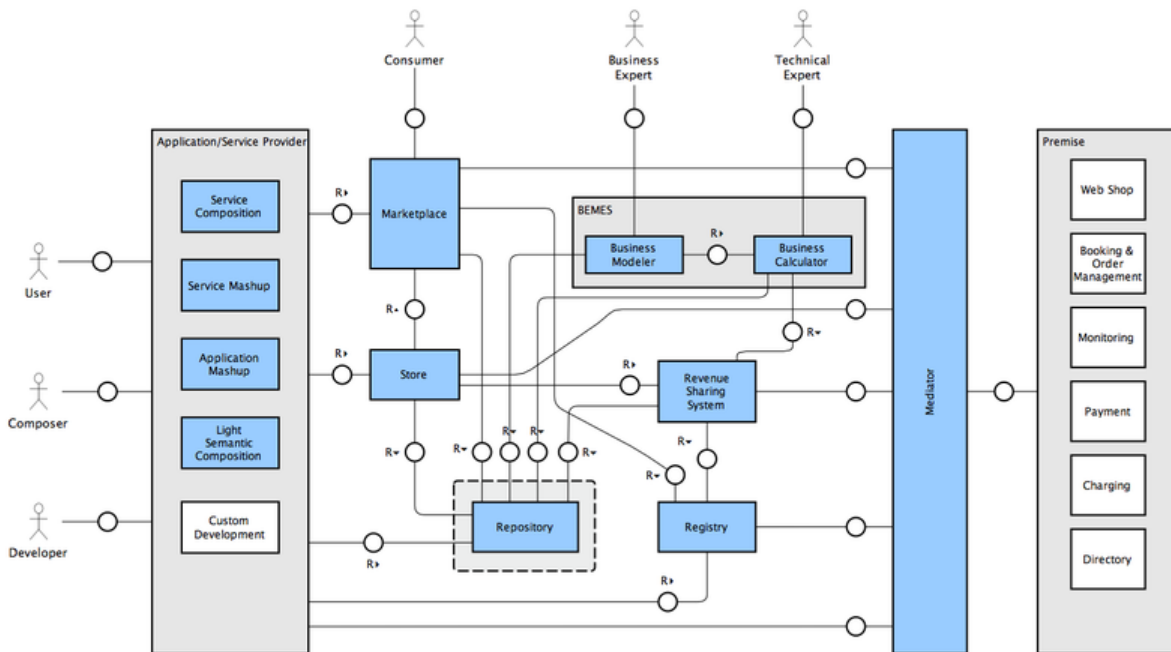 Consumer
Business
Expert
Technical
Expert
Application/Service Provider
Premise
Service
Composition
R
Marketplace
Web Shop
BEMES
R
Business
Modeler
Business
Calculator
Booking &
Order
Management
User
Service Mashup
R
R
Monitoring
Application
Mashup
R
Store
R
Revenue
Sharing
System
Mediator
Composer
Payment
Light
Semantic
Composition
R
R
R
R
R
R
R
Charging
Developer
Custom
Development
Repository
Registry
Directory
R
R